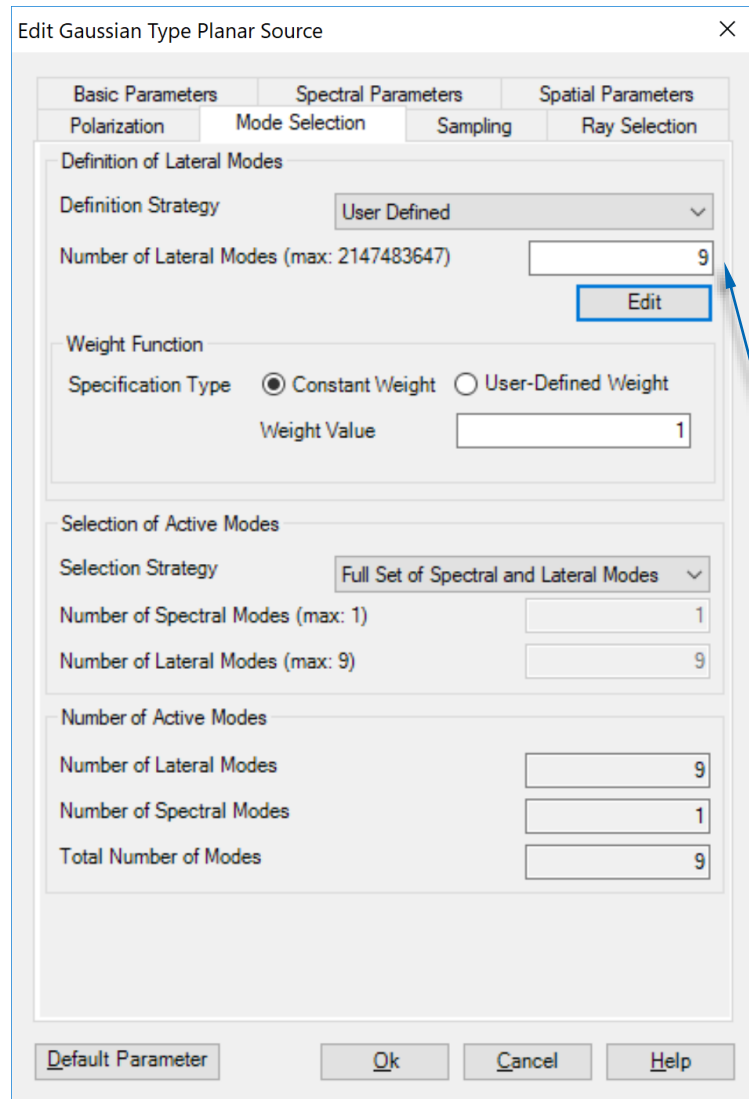 Edit Gaussian Type Planar Source
Basic Parameters Spectral Parameters Spatial Parameters
Polarization Mode Selection Sampling Ray Selection
Definition of Lateral Modes
Definition Strategy User Defined
Number of Lateral Modes (max: 2147483647) 9
Edit
Weight Function
Specification Type Constant Weight User-Defined Weight
Weight Value 1
Selection of Active Modes
Selection Strategy Full Set of Spectral and Lateral Modes
Number of Spectral Modes (max: 1) 1
Number of Lateral Modes (max: 9) 9
Number of Active Modes
Number of Lateral Modes 9
Number of Spectral Modes 1
Total Number of Modes 9
Default Parameter Ok Cancel Help